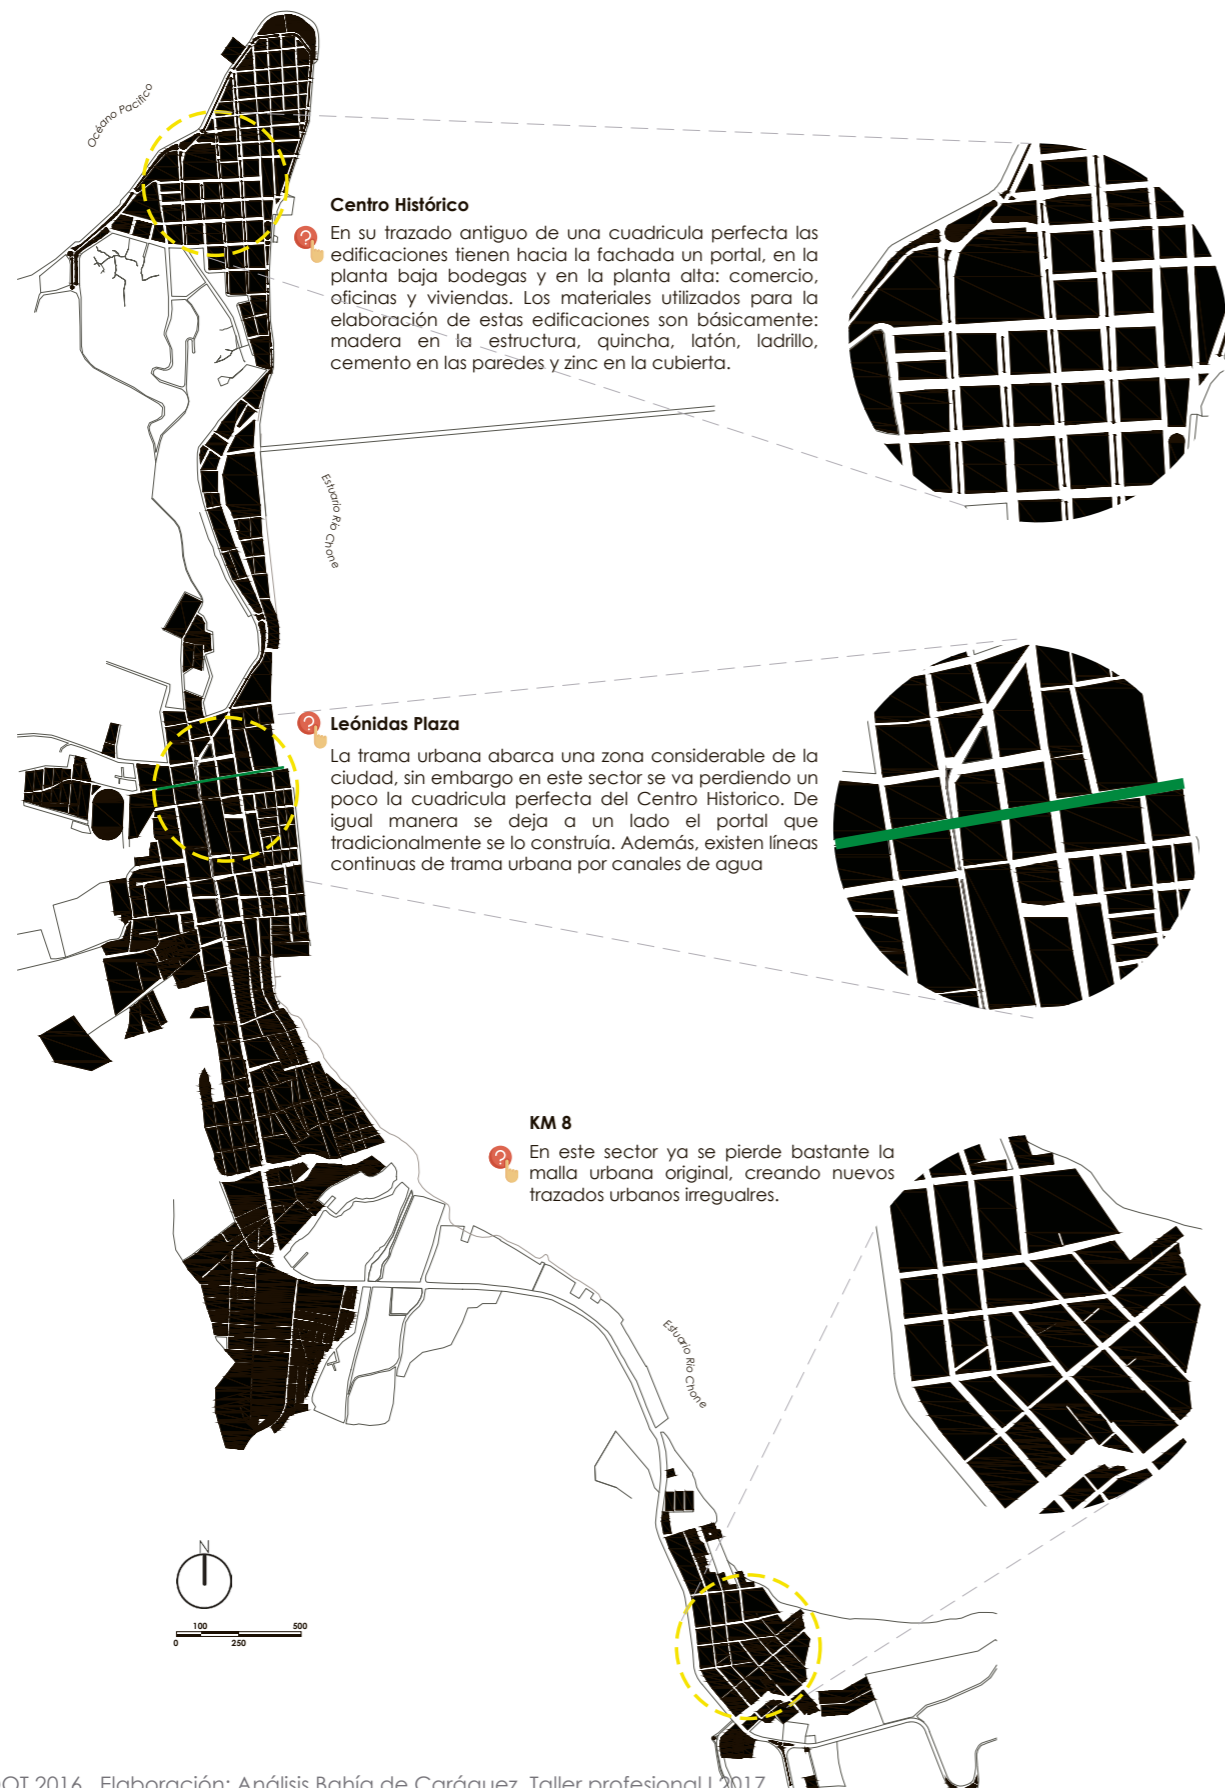 Océano Pacífico
Centro Histórico
En su trazado antiguo de una cuadricula perfecta las
edificaciones tienen hacia la fachada un portal, en la
planta baja bodegas y en la planta alta: comercio,
oficinas y viviendas. Los materiales utilizados para la
elaboración de estas edificaciones son básicamente:
madera en la estructura, quincha, latón, ladrillo,
cemento en las paredes y zinc en la cubierta.
Estuario Río Chone
Leónidas Plaza
La trama urbana abarca una zona considerable de la
ciudad, sin embargo en este sector se va perdiendo un
poco la cuadricula perfecta del Centro Historico. De
igual manera se deja a un lado el portal que
tradicionalmente se lo construía. Además, existen líneas
continuas de trama urbana por canales de agua
KM 8
En este sector ya se pierde bastante la
malla urbana original, creando nuevos
trazados urbanos irregualres.
Estuario Río Chone
N
100 500
0 250
OT 2016. Elaboración: Análisis Bahía de Caráquez. Taller profesional I 2017